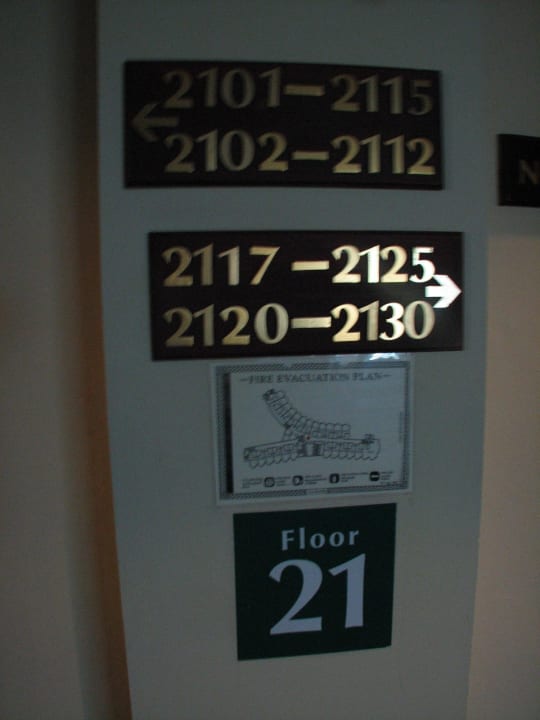 2101-2115
2102-2112
N
2117-2125
2120-2130
FIRE EVACUATION PLAN
Floor
21